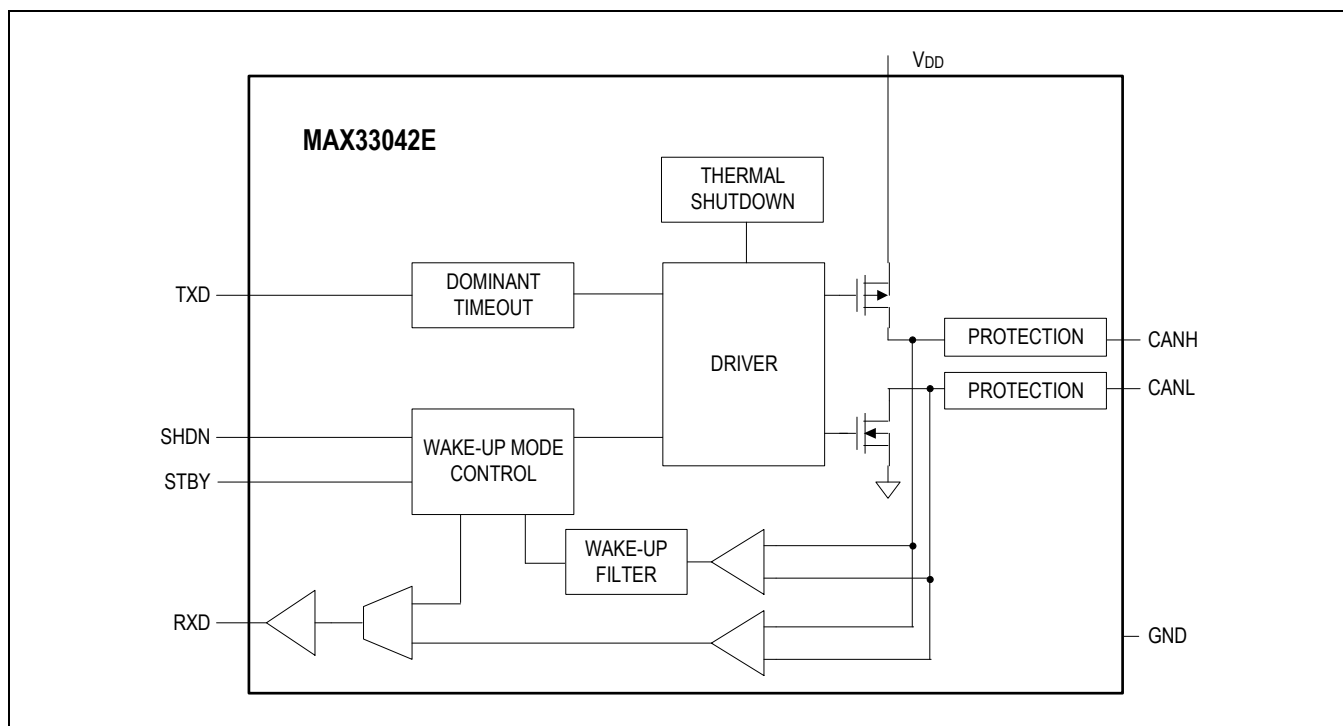 VDD
MAX33042E
THERMAL
SHUTDOWN
TXD
DOMINANT
TIMEOUT
DRIVER
PROTECTION
CANH
PROTECTION
CANL
SHDN
STBY
WAKE-UP MODE
CONTROL
WAKE-UP
FILTER
RXD
GND